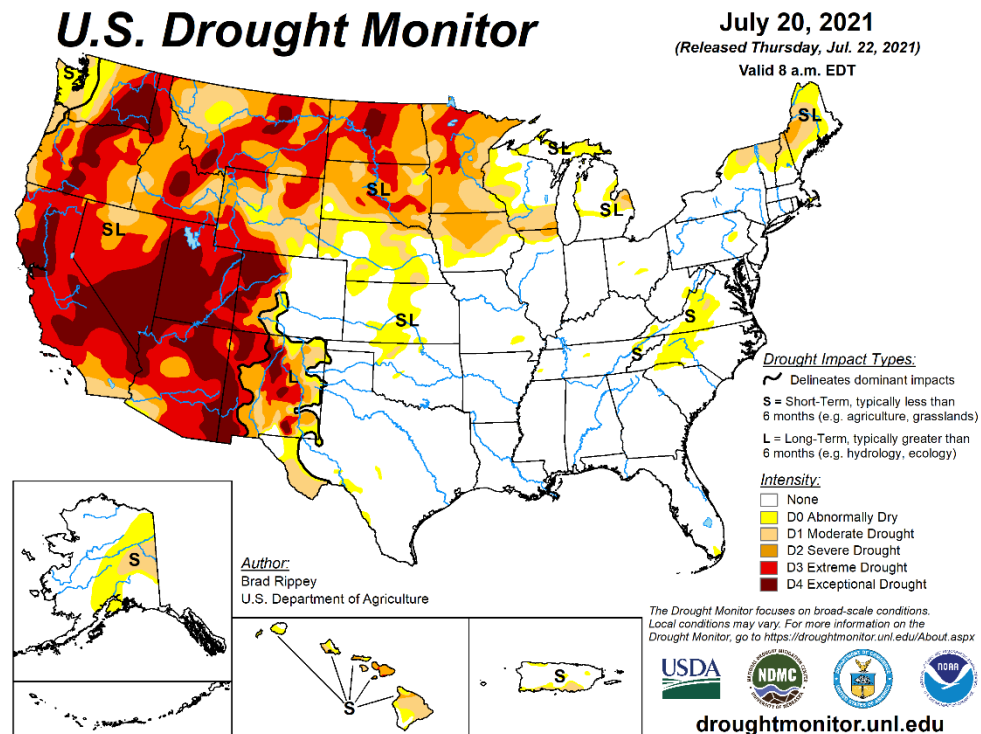 U.S. Drought Monitor
July 20, 2021
(Released Thursday, Jul. 22, 2021)
Valid 8 a.m. EDT
S
SL
SL
SL
SL
SL
SL
S
S
L
Drought Impact Types:
Delineates dominant impacts
S = Short-Term, typically less than
6 months (e.g. agriculture, grasslands)
L = Long-Term, typically greater than
6 months (e.g. hydrology, ecology)
Intensity:
None
D0 Abnormally Dry
D1 Moderate Drought
D2 Severe Drought
D3 Extreme Drought
D4 Exceptional Drought
S
Author:
Brad Rippey
U.S. Department of Agriculture
S
S
The Drought Monitor focuses on broad-scale conditions.
Local conditions may vary. For more information on the
Drought Monitor, go to https://droughtmonitor.unl.edu/About.aspx
USDA
NDMC
NOAA
droughtmonitor.unl.edu